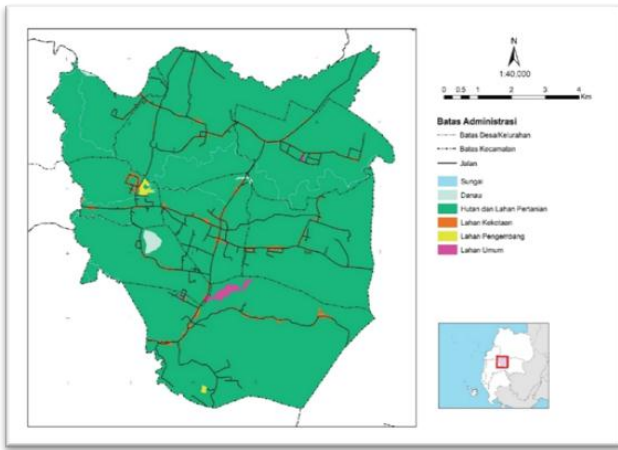 N
1:40,000
0 0.5 1 2 3 4
Km
Batas Administrasi
Batas Desa/Kelurahan
Batas Kecamatan
Jalan
Sungai
Danau
Hutan dan Lahan Pertanian
Lahan Kekotaan
Lahan Pengembang
Lahan Umum